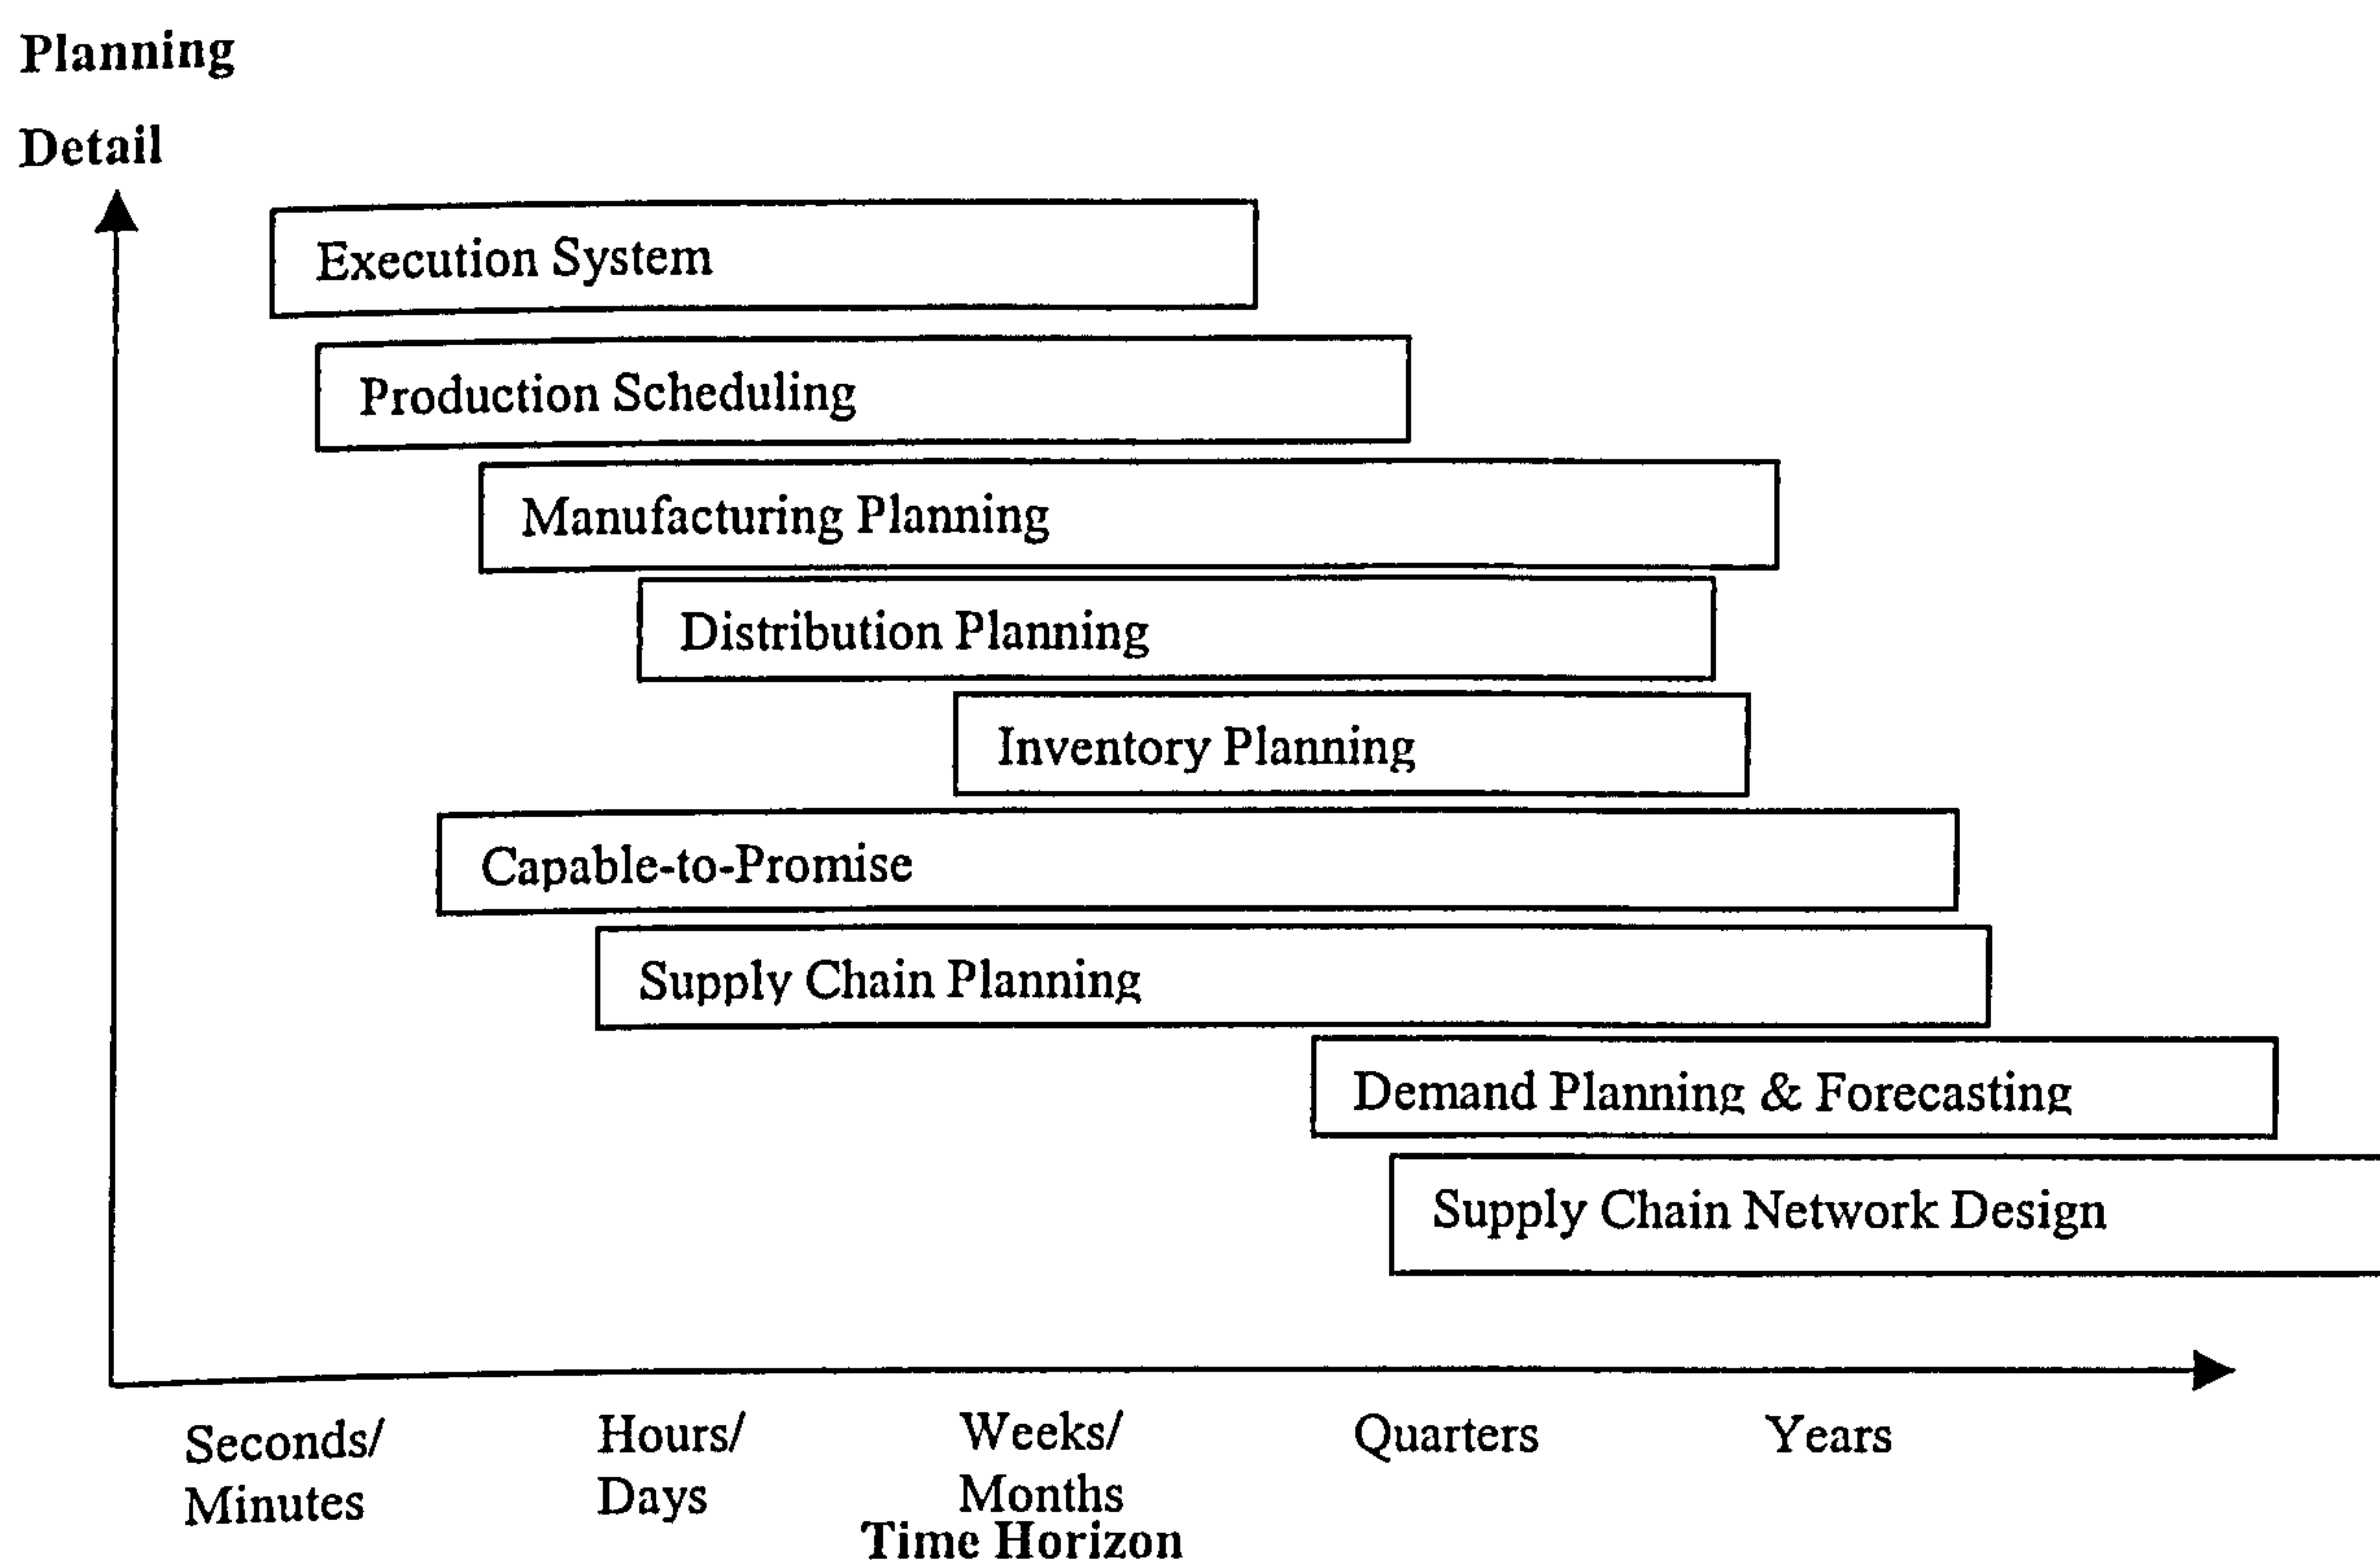 Planning
Detail
Execution System
Production Scheduling
Manufacturing Planning
Distribution Planning
Inventory Planning
Capable-to-Promise
Supply Chain Planning
Demand Planning & Forecasting
Supply Chain Network Design
Seconds/
Minutes
Hours/
Days
Weeks/
Months
Quarters
Years
Time Horizon